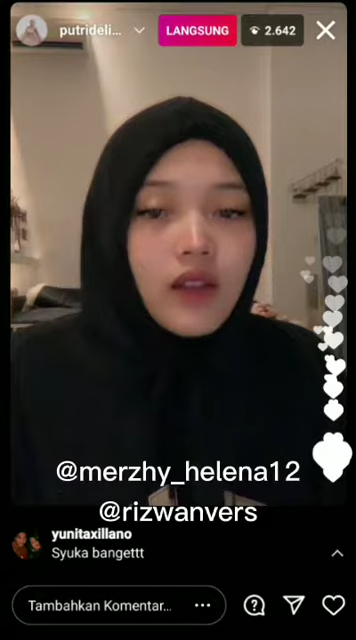 putrideli...
LANGSUNG
2.642
@merzhy_helena12
@rizwanvers
yunitaxillano
Syuka bangettt
Tambahkan Komentar...